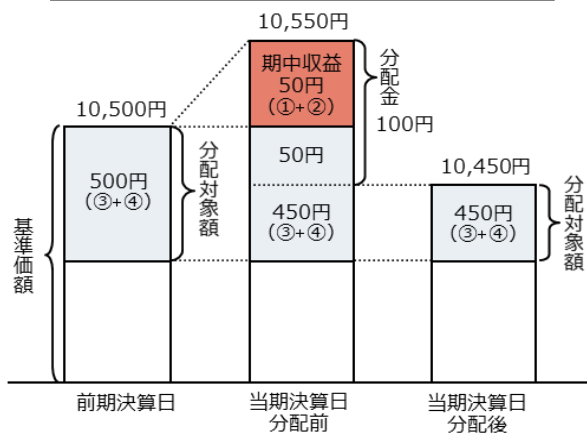 10,550円
期中収益
50円
(①+②)
分配金
100円
10,500円
500円
(③+④)
分配対象額
50円
450円
(③+④)
10,450円
450円
(③+④)
分配対象額
基準価額
前期決算日
当期決算日
分配前
当期決算日
分配後